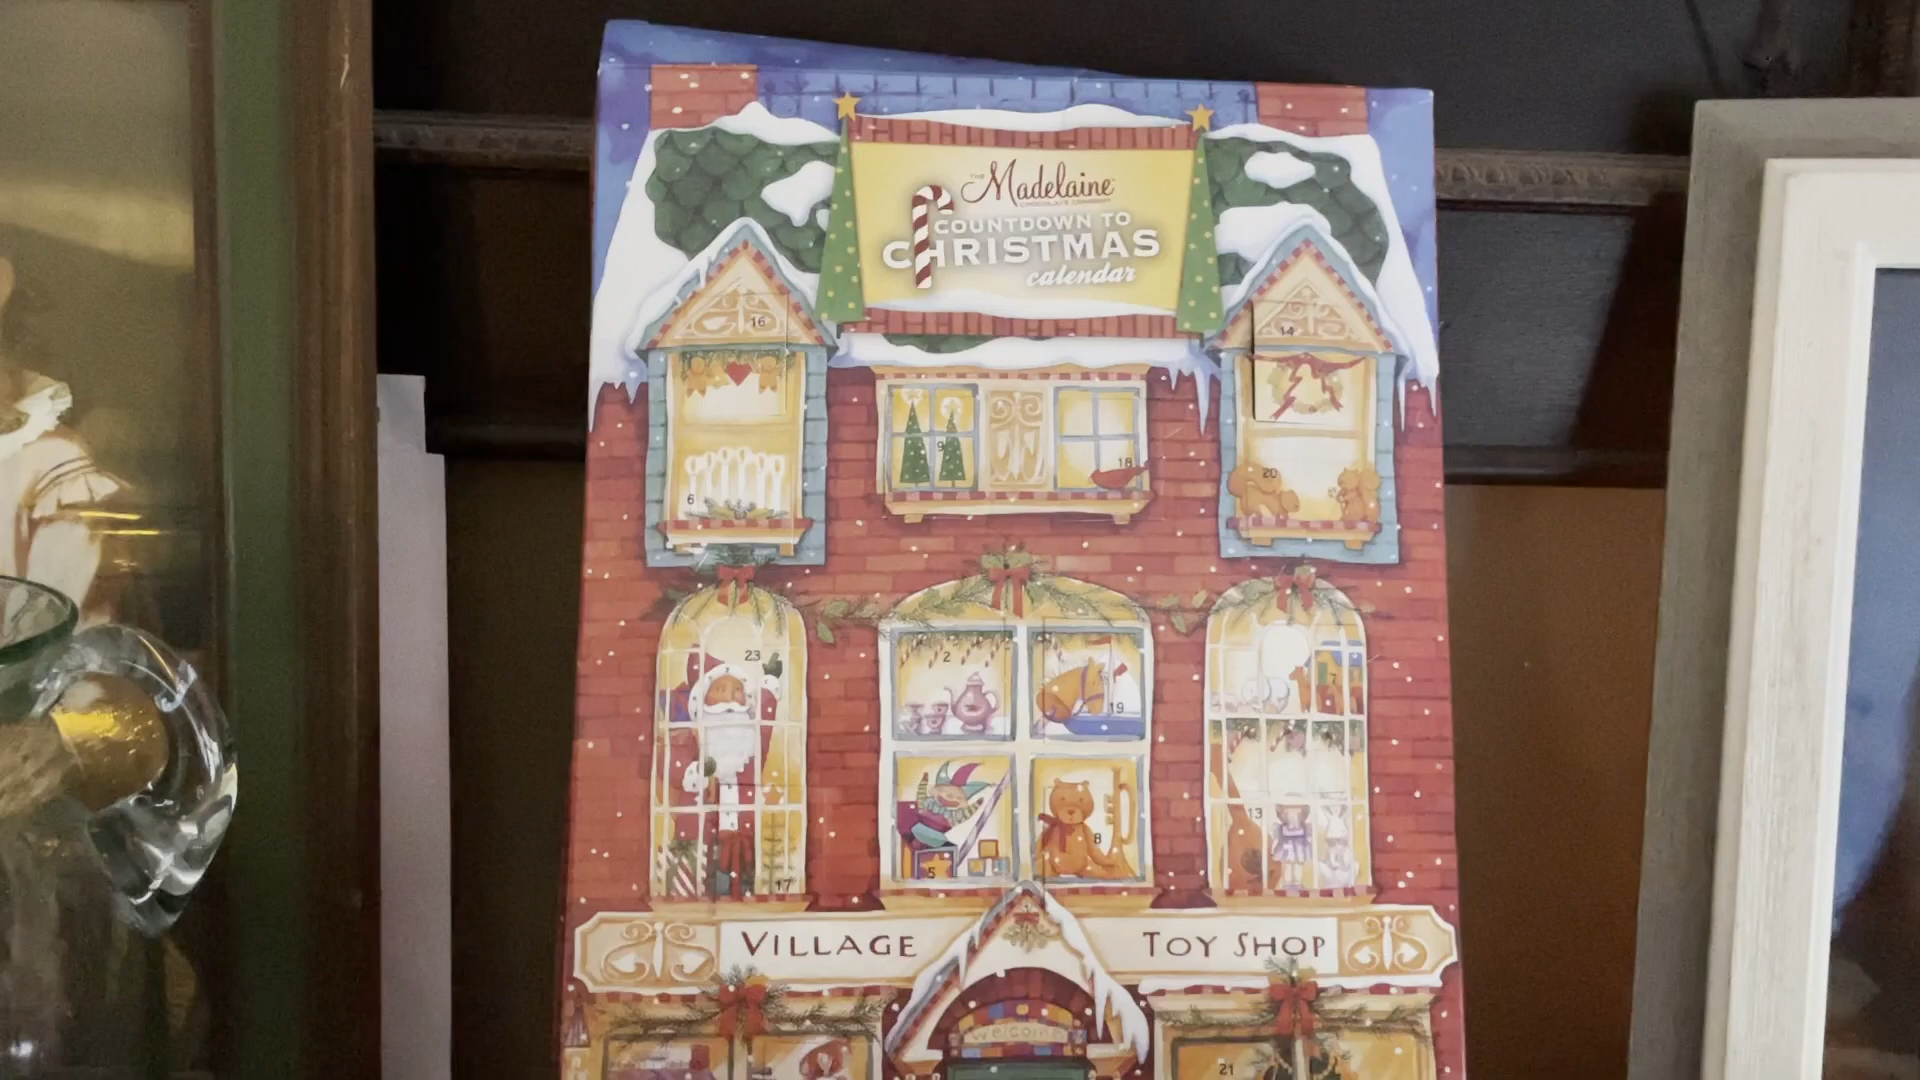 THE
Madelaine
CHOCOLATE COMPANY
COUNTDOWN TO
CHRISTMAS
calendar
16
14
9
18
20
6
23
2
7
19
13
8
5
17
VILLAGE TOY SHOP
welcome
21